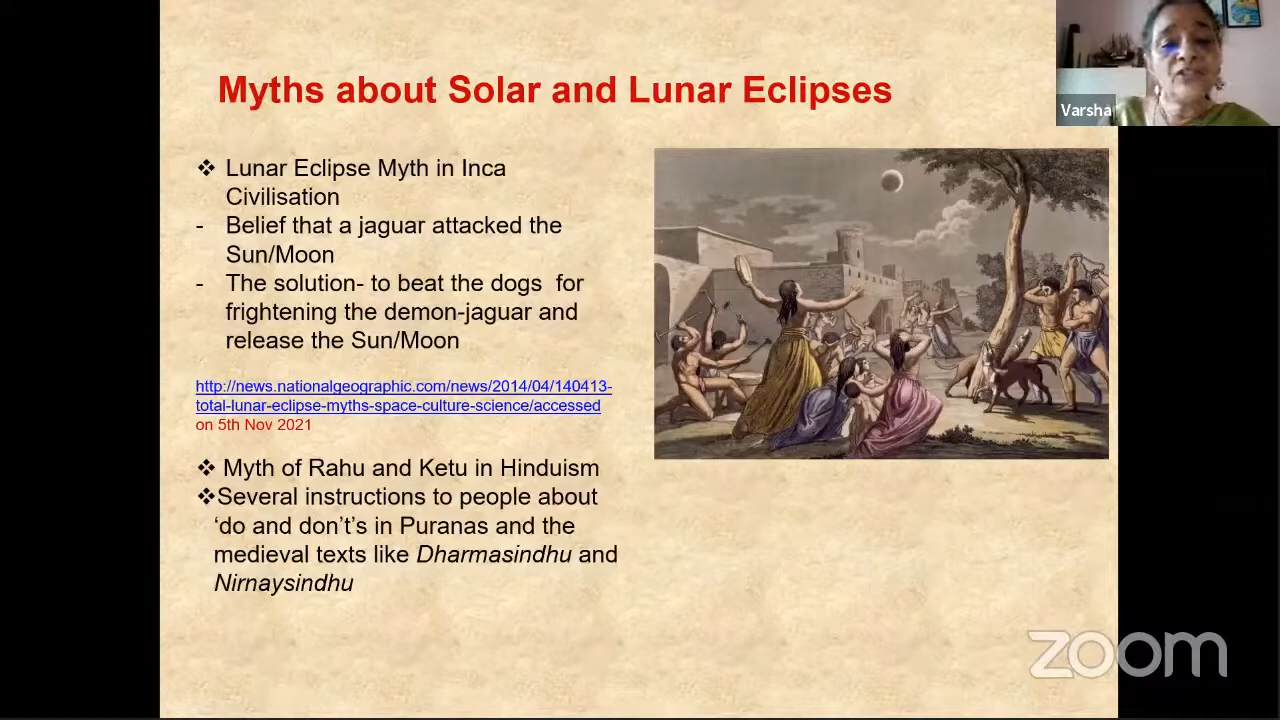 Myths about Solar and Lunar Eclipses
Varsha
❖ Lunar Eclipse Myth in Inca
Civilisation
- Belief that a jaguar attacked the
Sun/Moon
- The solution- to beat the dogs for
frightening the demon-jaguar and
release the Sun/Moon
http://news.nationalgeographic.com/news/2014/04/140413-
total-lunar-eclipse-myths-space-culture-science/accessed
on 5th Nov 2021
❖ Myth of Rahu and Ketu in Hinduism
❖Several instructions to people about
‘do and don’t’s in Puranas and the
medieval texts like Dharmasindhu and
Nirnaysindhu
zoom